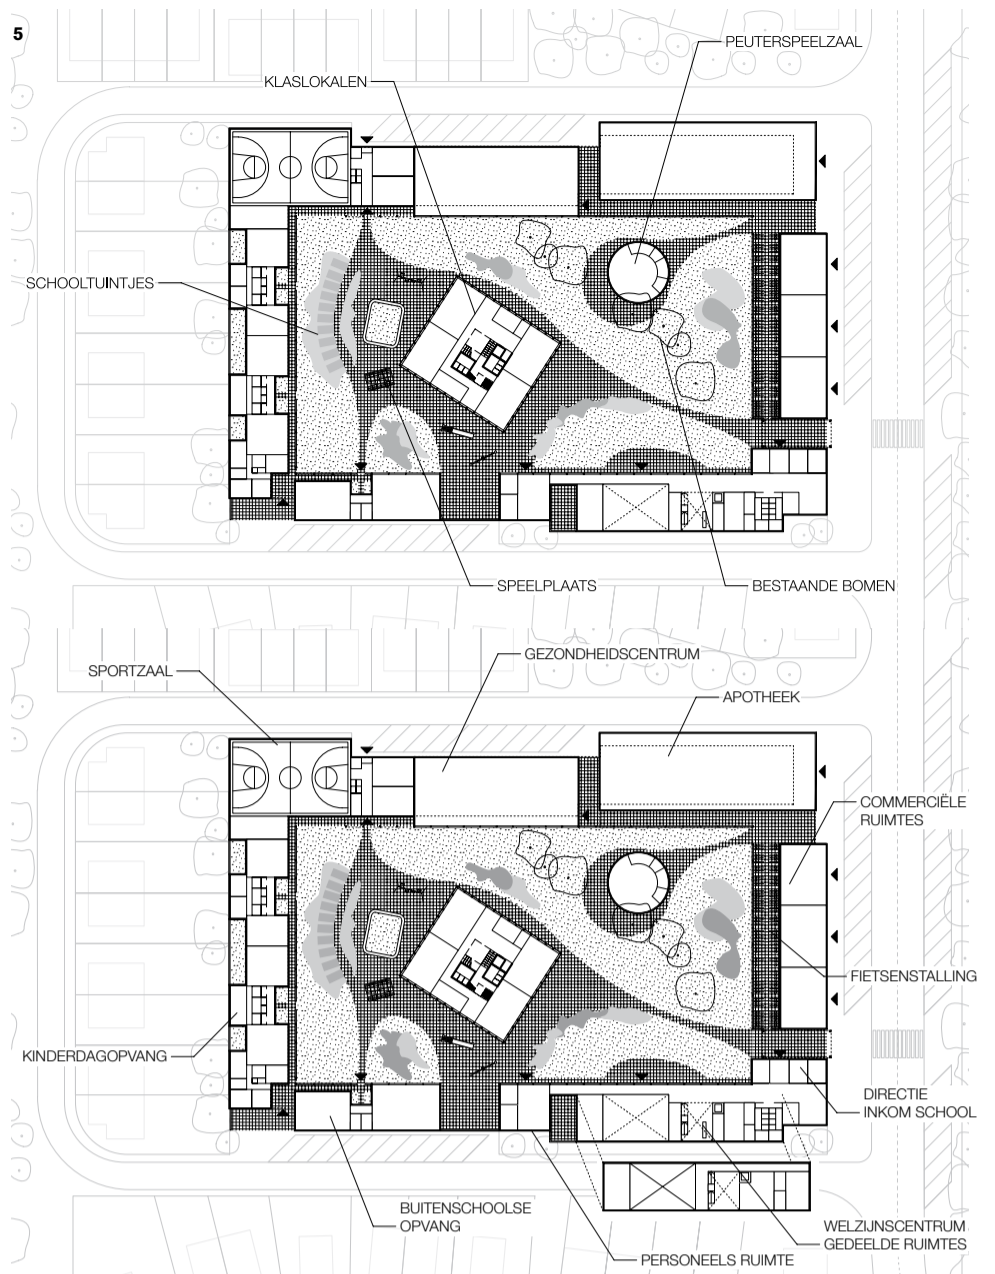 5
PEUTERSPEELZAAL
KLASLOKALEN
SCHOOLTUINTJES
SPEELPLAATS
BESTAANDE BOMEN
GEZONDHEIDSCENTRUM
SPORTZAAL
APOTHEEK
COMMERCIËLE
RUIMTES
FIETSENSTALLING
KINDERDAGOPVANG
DIRECTIE
INKOM SCHOOL
BUITENSCHOOLSE
OPVANG
WELZIJNSCENTRUM
GEDEELDE RUIMTES
PERSONEELS RUIMTE